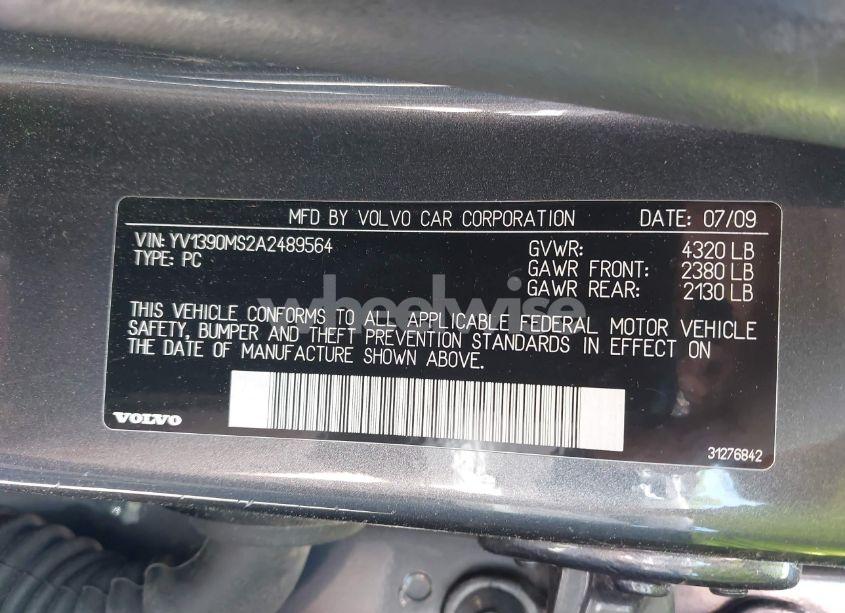 MFD BY VOLVO CAR CORPORATION DATE: 07/09
VIN: YV1390MS2A2489564 GVWR: 4320 LB
TYPE: PC GAWR FRONT: 2380 LB
GAWR REAR: 2130 LB
wheelwise
THIS VEHICLE CONFORMS TO ALL APPLICABLE FEDERAL MOTOR VEHICLE
SAFETY, BUMPER AND THEFT PREVENTION STANDARDS IN EFFECT ON
THE DATE OF MANUFACTURE SHOWN ABOVE.
VOLVO
31276842